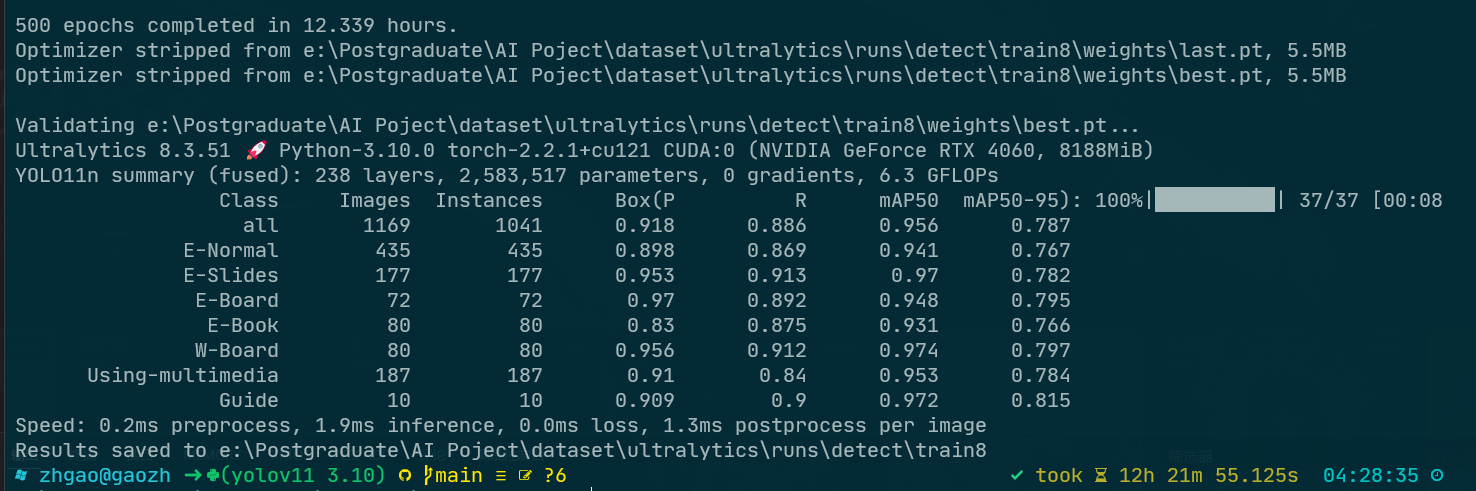 500 epochs completed in 12.339 hours.
Optimizer stripped from e:\Postgraduate\AI Poject\dataset\ultralytics\runs\detect\train8\weights\last.pt, 5.5MB
Optimizer stripped from e:\Postgraduate\AI Poject\dataset\ultralytics\runs\detect\train8\weights\best.pt, 5.5MB
Validating e:\Postgraduate\AI Poject\dataset\ultralytics\runs\detect\train8\weights\best.pt...
Ultralytics 8.3.51 🚀 Python-3.10.0 torch-2.2.1+cu121 CUDA:0 (NVIDIA GeForce RTX 4060, 8188MiB)
YOLO11n summary (fused): 238 layers, 2,583,517 parameters, 0 gradients, 6.3 GFLOPs
Class Images Instances Box(P R mAP50 mAP50-95): 100%|██████████| 37/37 [00:08
all 1169 1041 0.918 0.886 0.956 0.787
E-Normal 435 435 0.898 0.869 0.941 0.767
E-Slides 177 177 0.953 0.913 0.97 0.782
E-Board 72 72 0.97 0.892 0.948 0.795
E-Book 80 80 0.83 0.875 0.931 0.766
W-Board 80 80 0.956 0.912 0.974 0.797
Using-multimedia 187 187 0.91 0.84 0.953 0.784
Guide 10 10 0.909 0.9 0.972 0.815
Speed: 0.2ms preprocess, 1.9ms inference, 0.0ms loss, 1.3ms postprocess per image
Results saved to e:\Postgraduate\AI Poject\dataset\ultralytics\runs\detect\train8
zhgao@gaozh (yolov11 3.10) main ≡ ?6 ✓ took 12h 21m 55.125s 04:28:35